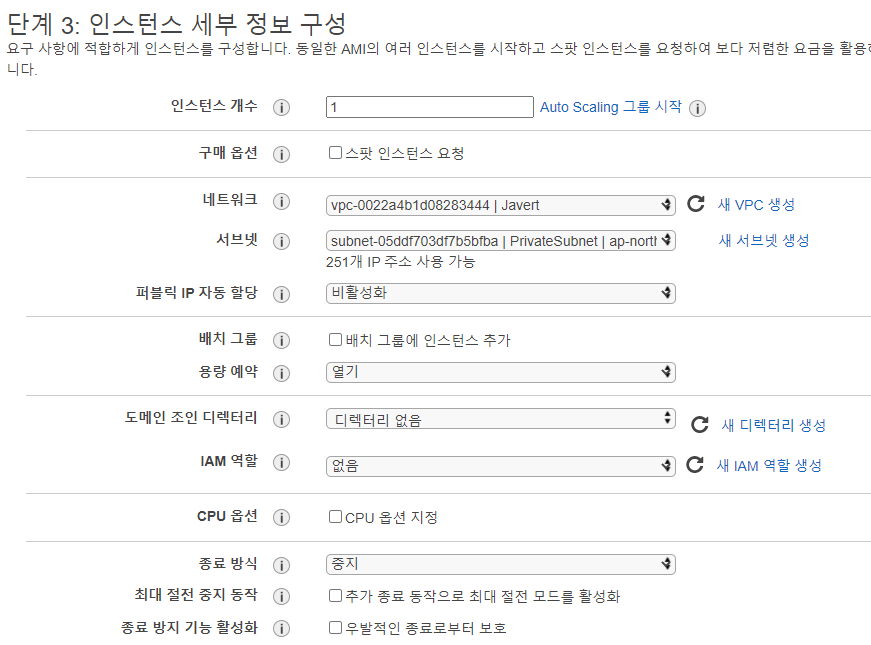 단계 3: 인스턴스 세부 정보 구성
요구 사항에 적합하게 인스턴스를 구성합니다. 동일한 AMI의 여러 인스턴스를 시작하고 스팟 인스턴스를 요청하여 보다 저렴한 요금을 활용하
니다.
인스턴스 개수 i 1 Auto Scaling 그룹 시작 i
구매 옵션 i 스팟 인스턴스 요청
네트워크 i vpc-0022a4b1d08283444 | Javert 새 VPC 생성
서브넷 i subnet-05ddf703df7b5bfba | PrivateSubnet | ap-north 새 서브넷 생성
251개 IP 주소 사용 가능
퍼블릭 IP 자동 할당 i 비활성화
배치 그룹 i 배치 그룹에 인스턴스 추가
용량 예약 i 열기
도메인 조인 디렉터리 i 디렉터리 없음 새 디렉터리 생성
IAM 역할 i 없음 새 IAM 역할 생성
CPU 옵션 i CPU 옵션 지정
종료 방식 i 중지
최대 절전 중지 동작 i 추가 종료 동작으로 최대 절전 모드를 활성화
종료 방지 기능 활성화 i 우발적인 종료로부터 보호